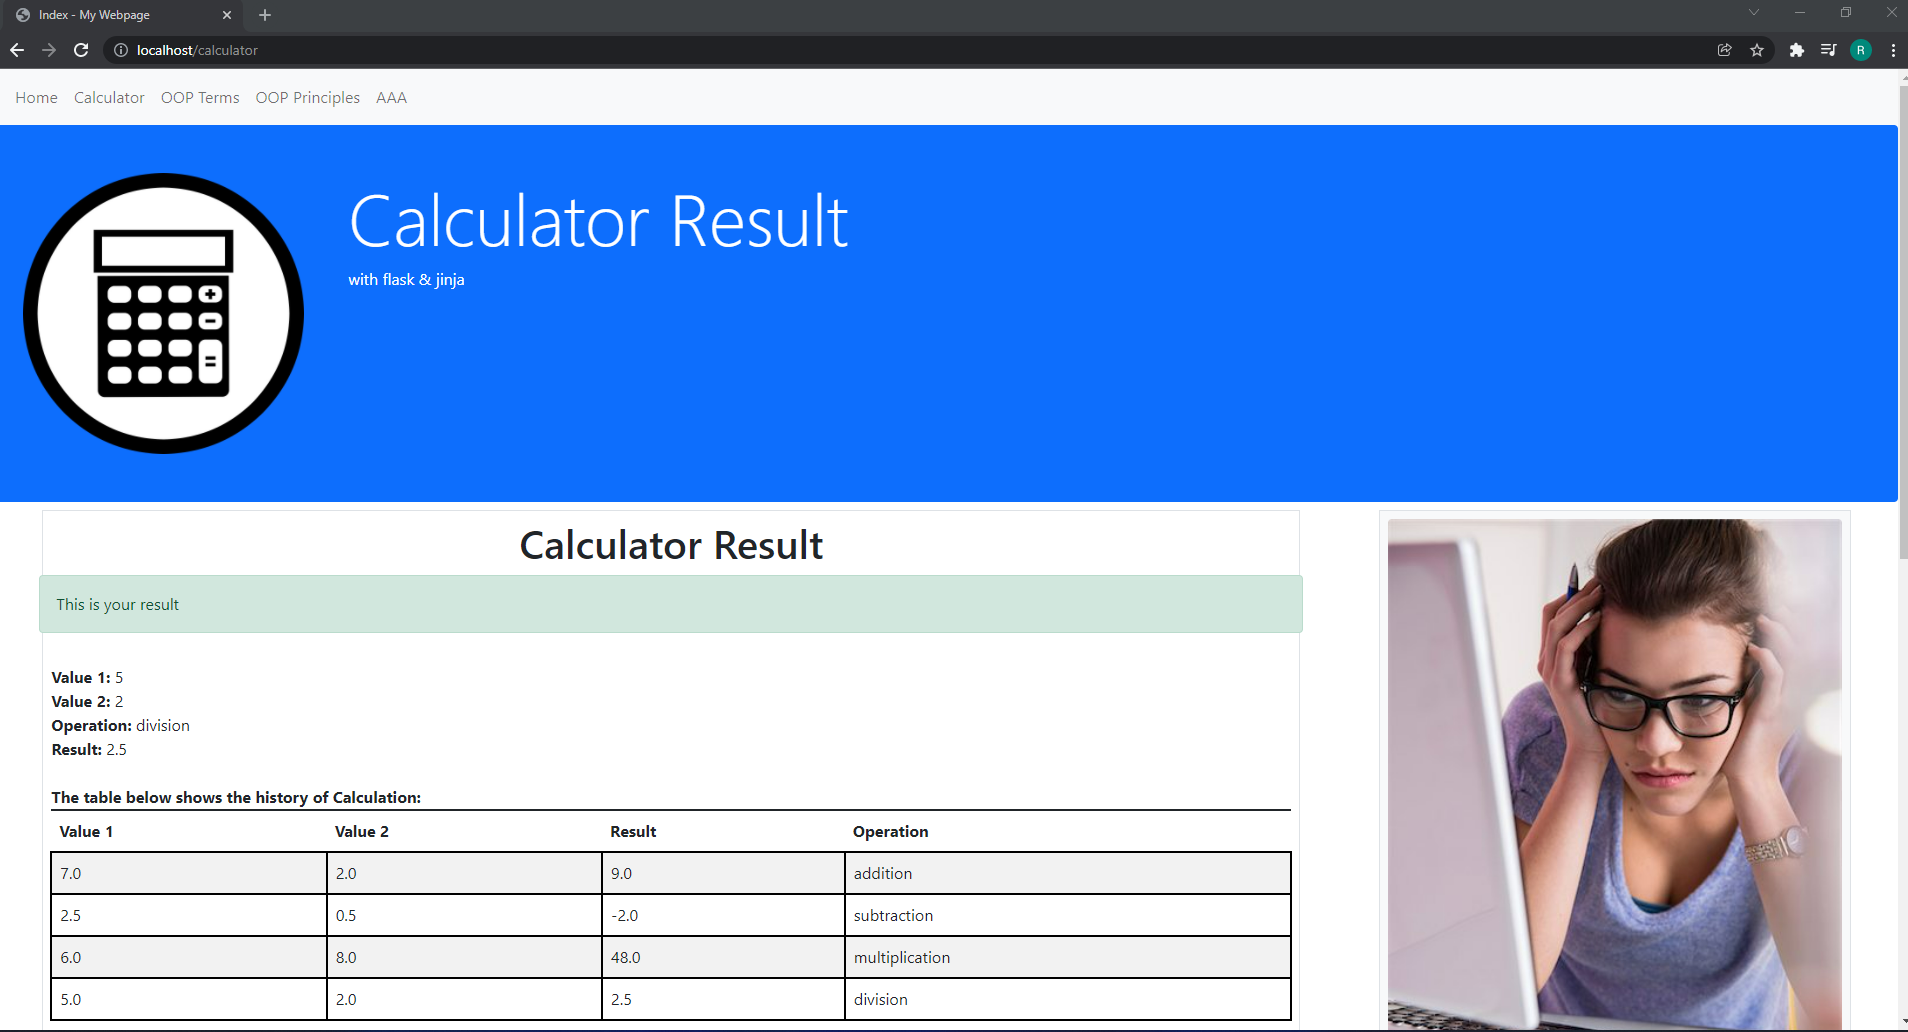 Index - My Webpage
localhost/calculator
R
Home Calculator OOP Terms OOP Principles AAA
Calculator Result
with flask & jinja
Calculator Result
This is your result
Value 1: 5
Value 2: 2
Operation: division
Result: 2.5
The table below shows the history of Calculation:
Value 1 Value 2 Result Operation
7.0 2.0 9.0 addition
2.5 0.5 -2.0 subtraction
6.0 8.0 48.0 multiplication
5.0 2.0 2.5 division